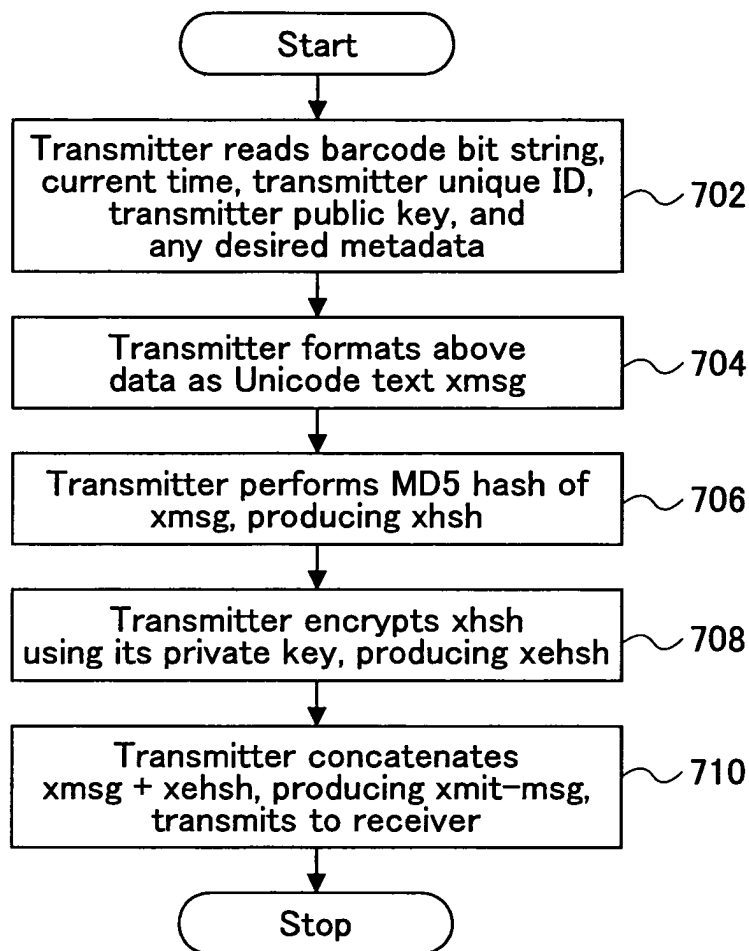 Start
Transmitter reads barcode bit string,
current time, transmitter unique ID,
transmitter public key, and
any desired metadata
702
Transmitter formats above
data as Unicode text xmsg
704
Transmitter performs MD5 hash of
xmsg, producing xhsh
706
Transmitter encrypts xhsh
using its private key, producing xehsh
708
Transmitter concatenates
xmsg + xehsh, producing xmit-msg,
transmits to receiver
710
Stop